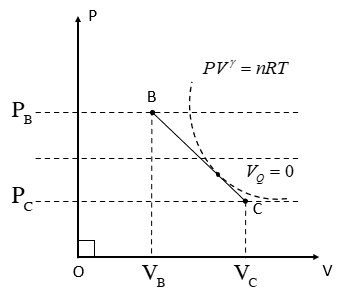 P
PV^γ = nRT
B
P_B
V_Q = 0
P_C
C
O
V_B
V_C
V